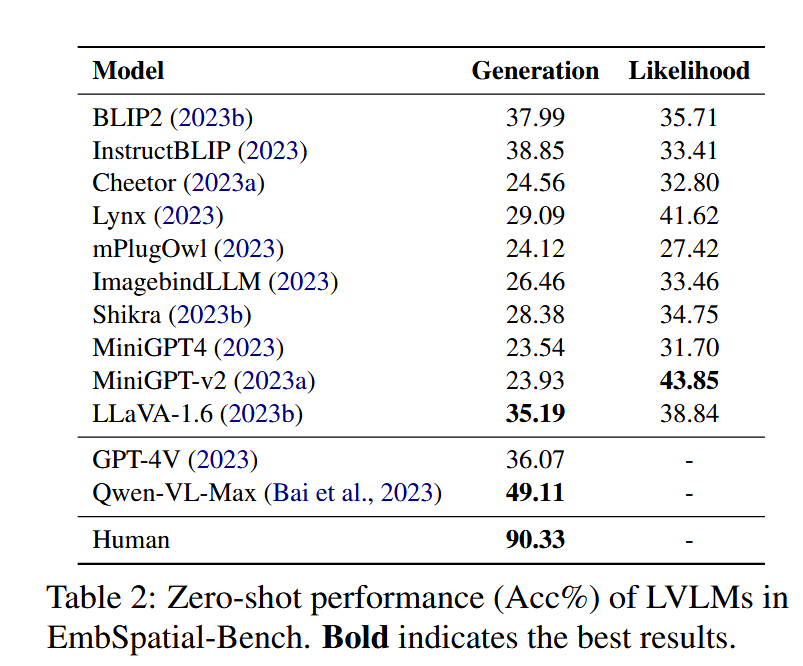 Model Generation Likelihood
BLIP2 (2023b) 37.99 35.71
InstructBLIP (2023) 38.85 33.41
Cheetor (2023a) 24.56 32.80
Lynx (2023) 29.09 41.62
mPlugOwl (2023) 24.12 27.42
ImagebindLLM (2023) 26.46 33.46
Shikra (2023b) 28.38 34.75
MiniGPT4 (2023) 23.54 31.70
MiniGPT-v2 (2023a) 23.93 43.85
LLaVA-1.6 (2023b) 35.19 38.84
GPT-4V (2023) 36.07 -
Qwen-VL-Max (Bai et al., 2023) 49.11 -
Human 90.33 -
Table 2: Zero-shot performance (Acc%) of LVLMs in
EmbSpatial-Bench. Bold indicates the best results.